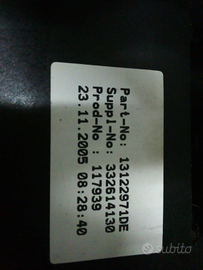 Part-No: 13122971DE
Suppl-No: 332614130
Prod-No : 117939
23.11.2005 08:28:40
subito